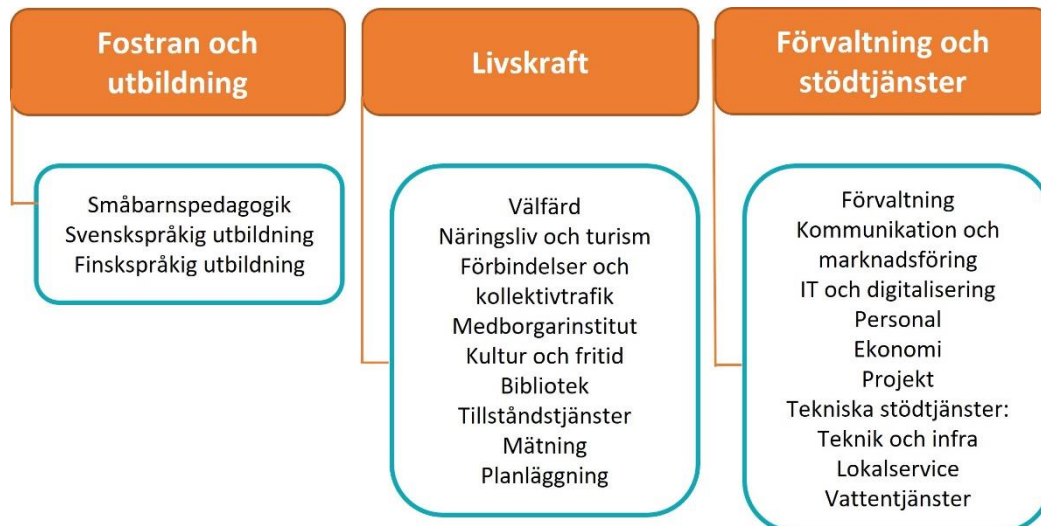 Fostran och
utbildning
Småbarnspedagogik
Svenskspråkig utbildning
Finskspråkig utbildning
Livskraft
Välfärd
Näringsliv och turism
Förbindelser och
kollektivtrafik
Medborgarinstitut
Kultur och fritid
Bibliotek
Tillståndstjänster
Mätning
Planläggning
Förvaltning och
stödtjänster
Förvaltning
Kommunikation och
marknadsföring
IT och digitalisering
Personal
Ekonomi
Projekt
Tekniska stödtjänster:
Teknik och infra
Lokalservice
Vattentjänster